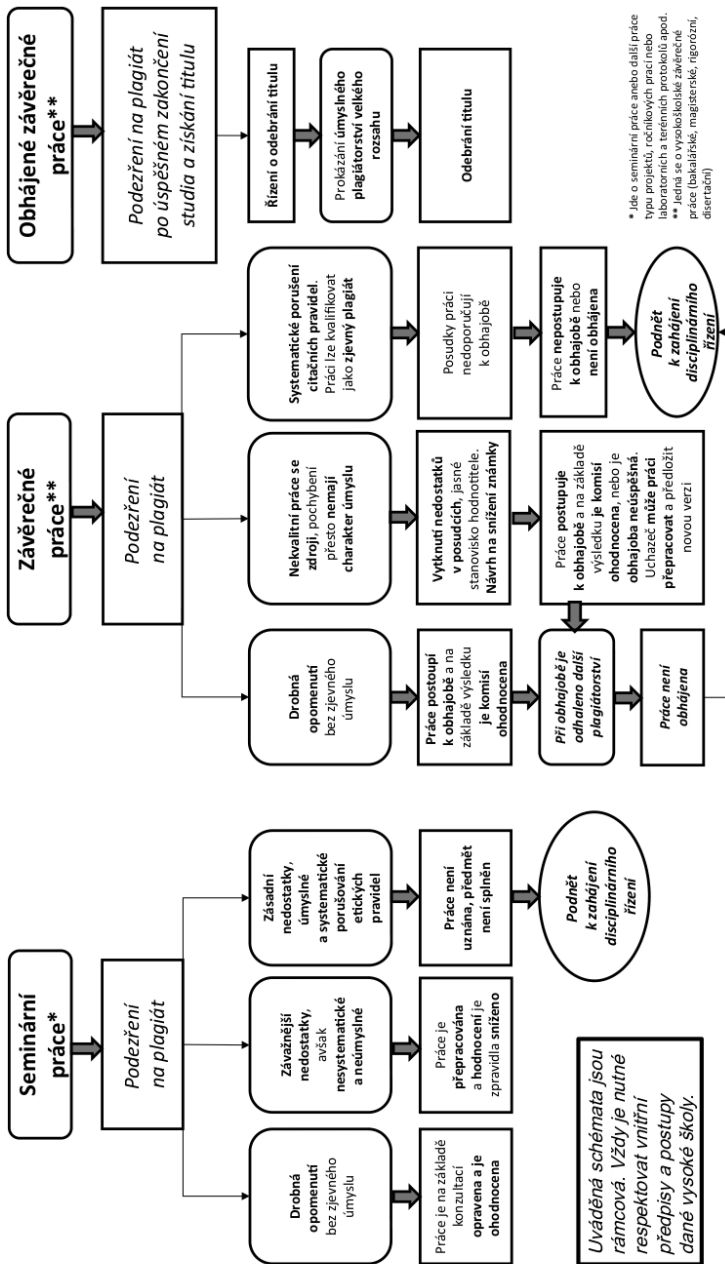 Seminární
práce*
Podezření
na plagiát
Drobná
opomenutí
bez zjevného
úmyslu
Práce je na základě
konzultací
opravena a je
ohodnocena
Závažnější
nedostatky,
avšak
nesystematické
a neúmyslné
Práce je
přepracována
a hodnocení je
zpravidla sníženo
Zásadní
nedostatky,
úmyslné
a systematické
porušování
etických
pravidel
Práce není
uznána, předmět
není splněn
Podnět
k zahájení
disciplinárního
řízení
Uváděná schémata jsou
rámcová. Vždy je nutné
respektovat vnitřní
předpisy a postupy
dané vysoké školy.
Závěrečné
práce**
Podezření
na plagiát
Drobná
opomenutí
bez zjevného
úmyslu
Práce postoupí
k obhajobě a na
základě výsledku
je komisí
ohodnocena
Při obhajobě je
odhaleno další
plagiátorství
Práce není
obhájena
Nekvalitní práce se
zdroji, pochybení
přesto nemají
charakter úmyslu
Vytknutí nedostatků
v posudcích, jasné
stanovisko hodnotitele.
Návrh na snížení známky
Práce postupuje
k obhajobě a na základě
výsledku je komisí
ohodnocena, nebo je
obhajoba neúspěšná.
Uchazeč může práci
přepracovat a předložit
novou verzi
Systematické porušení
citačních pravidel.
Práci lze kvalifikovat
jako zjevný plagiát
Posudky práci
nedoporučují
k obhajobě
Práce nepostupuje
k obhajobě nebo
není obhájena
Podnět
k zahájení
disciplinárního
řízení
Obhájené závěrečné
práce**
Podezření na plagiát
po úspěšném zakončení
studia a získání titulu
Řízení o odebrání titulu
Prokázání úmyslného
plagiátorství velkého
rozsahu
Odebrání titulu
* Jde o seminární práce anebo další práce
typu projektů, ročníkových prací nebo
laboratorních a terénních protokolů apod.
** Jedná se o vysokoškolské závěrečné
práce (bakalářské, magisterské, rigorózní,
disertační)